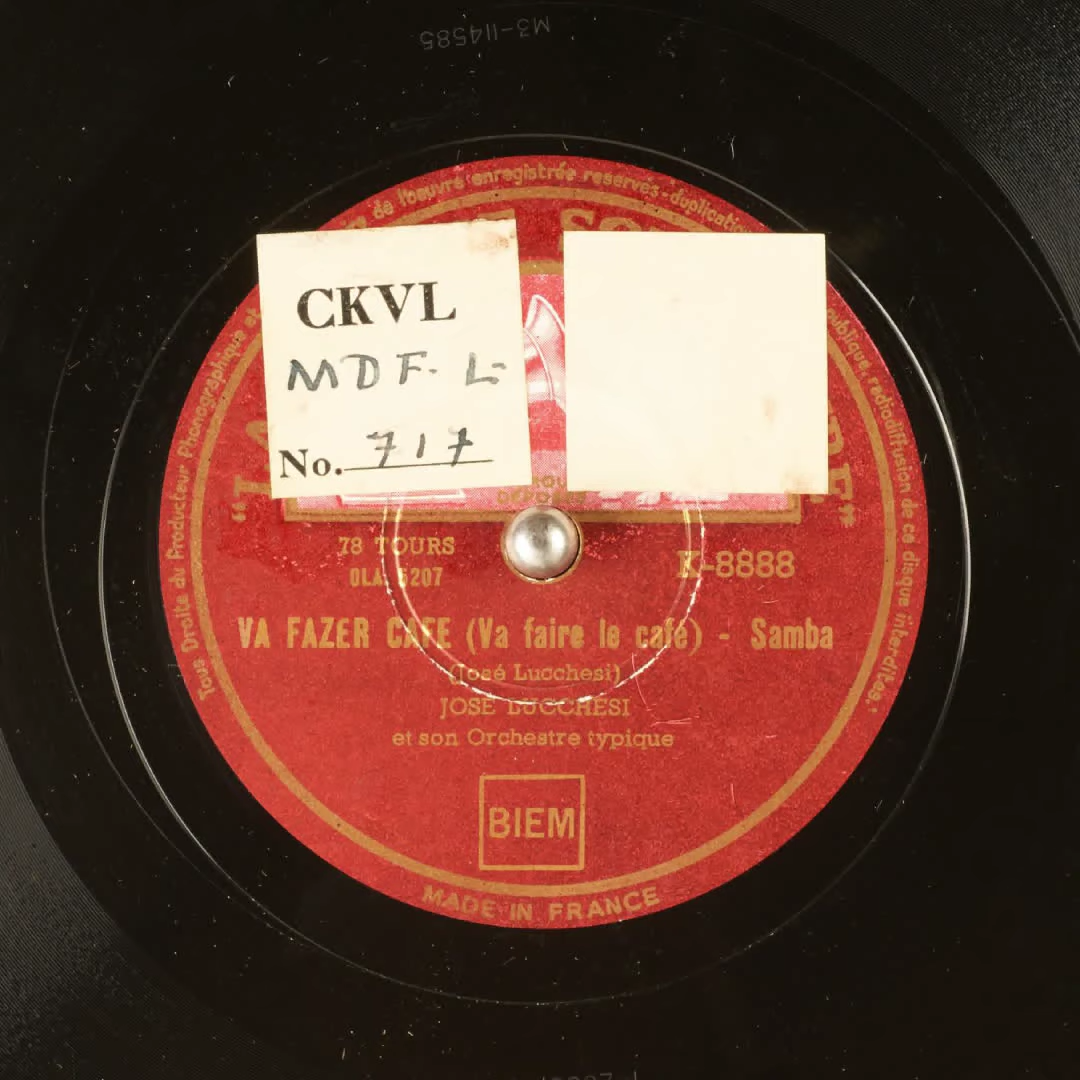 M3-114585
de l'oeuvre enregistrée reservés.-duplication
CKVL
MDF. L-
No. 717
Tous Droits du Producteur Phonographique et
publique, radiodiffusion de ce disque interdites!
78 TOURS
OLA 5207
K-8888
VA FAZER CAFE (Va faire le café) - Samba
(José Lucchesi)
JOSE LUCCHESI
et son Orchestre typique
BIEM
MADE IN FRANCE